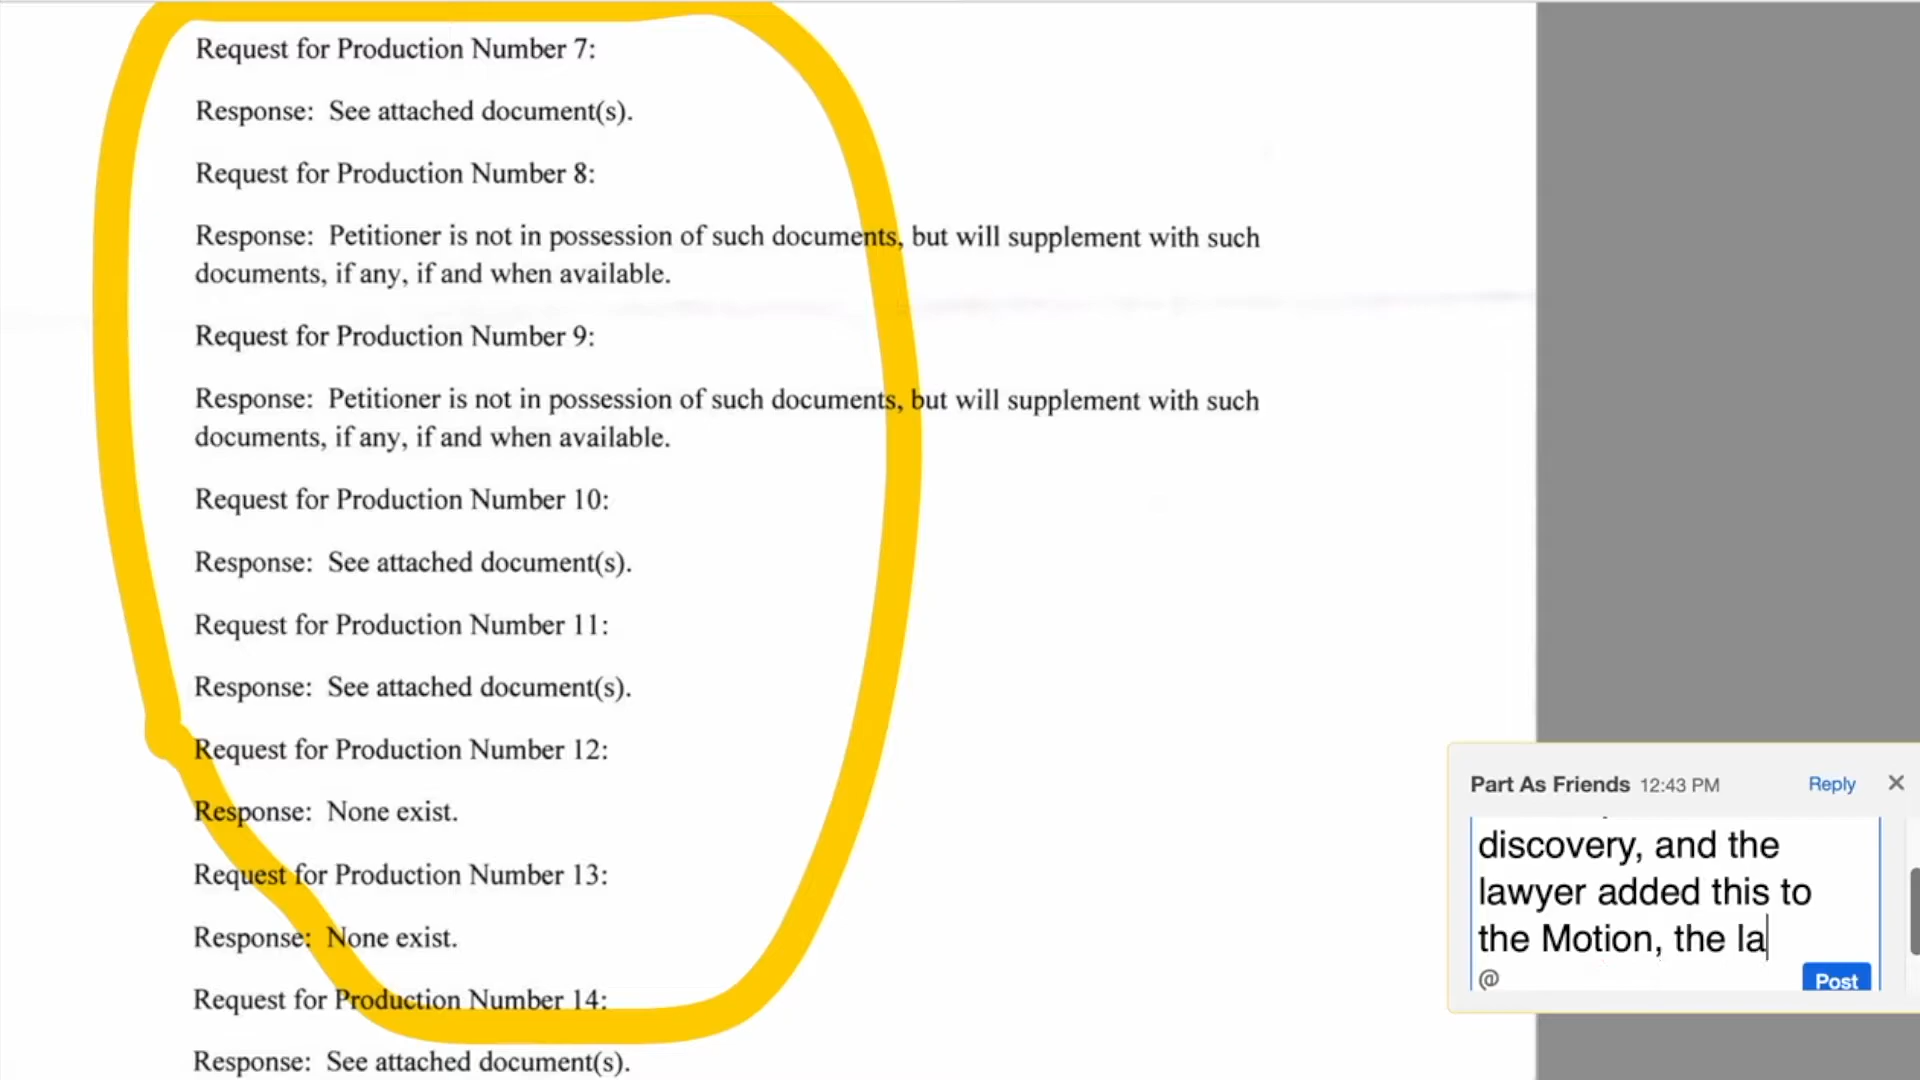 Request for Production Number 7:
Response: See attached document(s).
Request for Production Number 8:
Response: Petitioner is not in possession of such documents, but will supplement with such
documents, if any, if and when available.
Request for Production Number 9:
Response: Petitioner is not in possession of such documents, but will supplement with such
documents, if any, if and when available.
Request for Production Number 10:
Response: See attached document(s).
Request for Production Number 11:
Response: See attached document(s).
Request for Production Number 12:
Response: None exist.
Request for Production Number 13:
Response: None exist.
Request for Production Number 14:
Response: See attached document(s).
Part As Friends 12:43 PM Reply
discovery, and the
lawyer added this to
the Motion, the la
@ Post